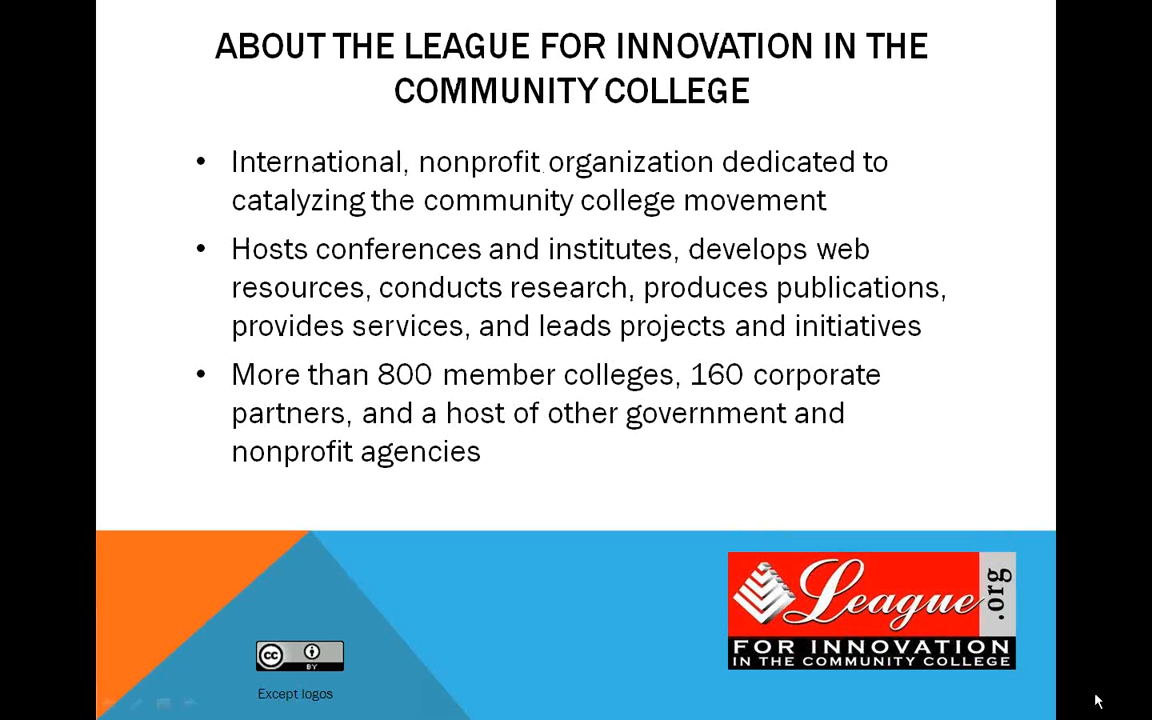 ABOUT THE LEAGUE FOR INNOVATION IN THE
COMMUNITY COLLEGE
• International, nonprofit organization dedicated to
catalyzing the community college movement
• Hosts conferences and institutes, develops web
resources, conducts research, produces publications,
provides services, and leads projects and initiatives
• More than 800 member colleges, 160 corporate
partners, and a host of other government and
nonprofit agencies
League.org
FOR INNOVATION
IN THE COMMUNITY COLLEGE
cc
BY
Except logos